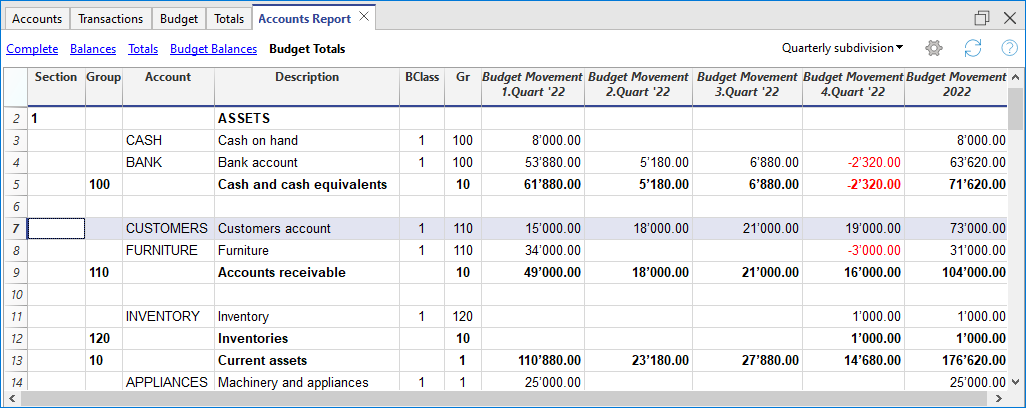 Accounts Transactions Budget Totals Accounts Report
Complete Balances Totals Budget Balances Budget Totals Quarterly subdivision
Section Group Account Description BClass Gr Budget Movement Budget Movement Budget Movement Budget Movement Budget Movement
1.Quart '22 2.Quart '22 3.Quart '22 4.Quart '22 2022
2 1 ASSETS
3 CASH Cash on hand 1 100 8’000.00 8’000.00
4 BANK Bank account 1 100 53’880.00 5’180.00 6’880.00 -2’320.00 63’620.00
5 100 Cash and cash equivalents 10 61’880.00 5’180.00 6’880.00 -2’320.00 71’620.00
6
7 CUSTOMERS Customers account 1 110 15’000.00 18’000.00 21’000.00 19’000.00 73’000.00
8 FURNITURE Furniture 1 110 34’000.00 -3’000.00 31’000.00
9 110 Accounts receivable 10 49’000.00 18’000.00 21’000.00 16’000.00 104’000.00
10
11 INVENTORY Inventory 1 120 1’000.00 1’000.00
12 120 Inventories 10 1’000.00 1’000.00
13 10 Current assets 1 110’880.00 23’180.00 27’880.00 14’680.00 176’620.00
14 APPLIANCES Machinery and appliances 1 1 25’000.00 25’000.00